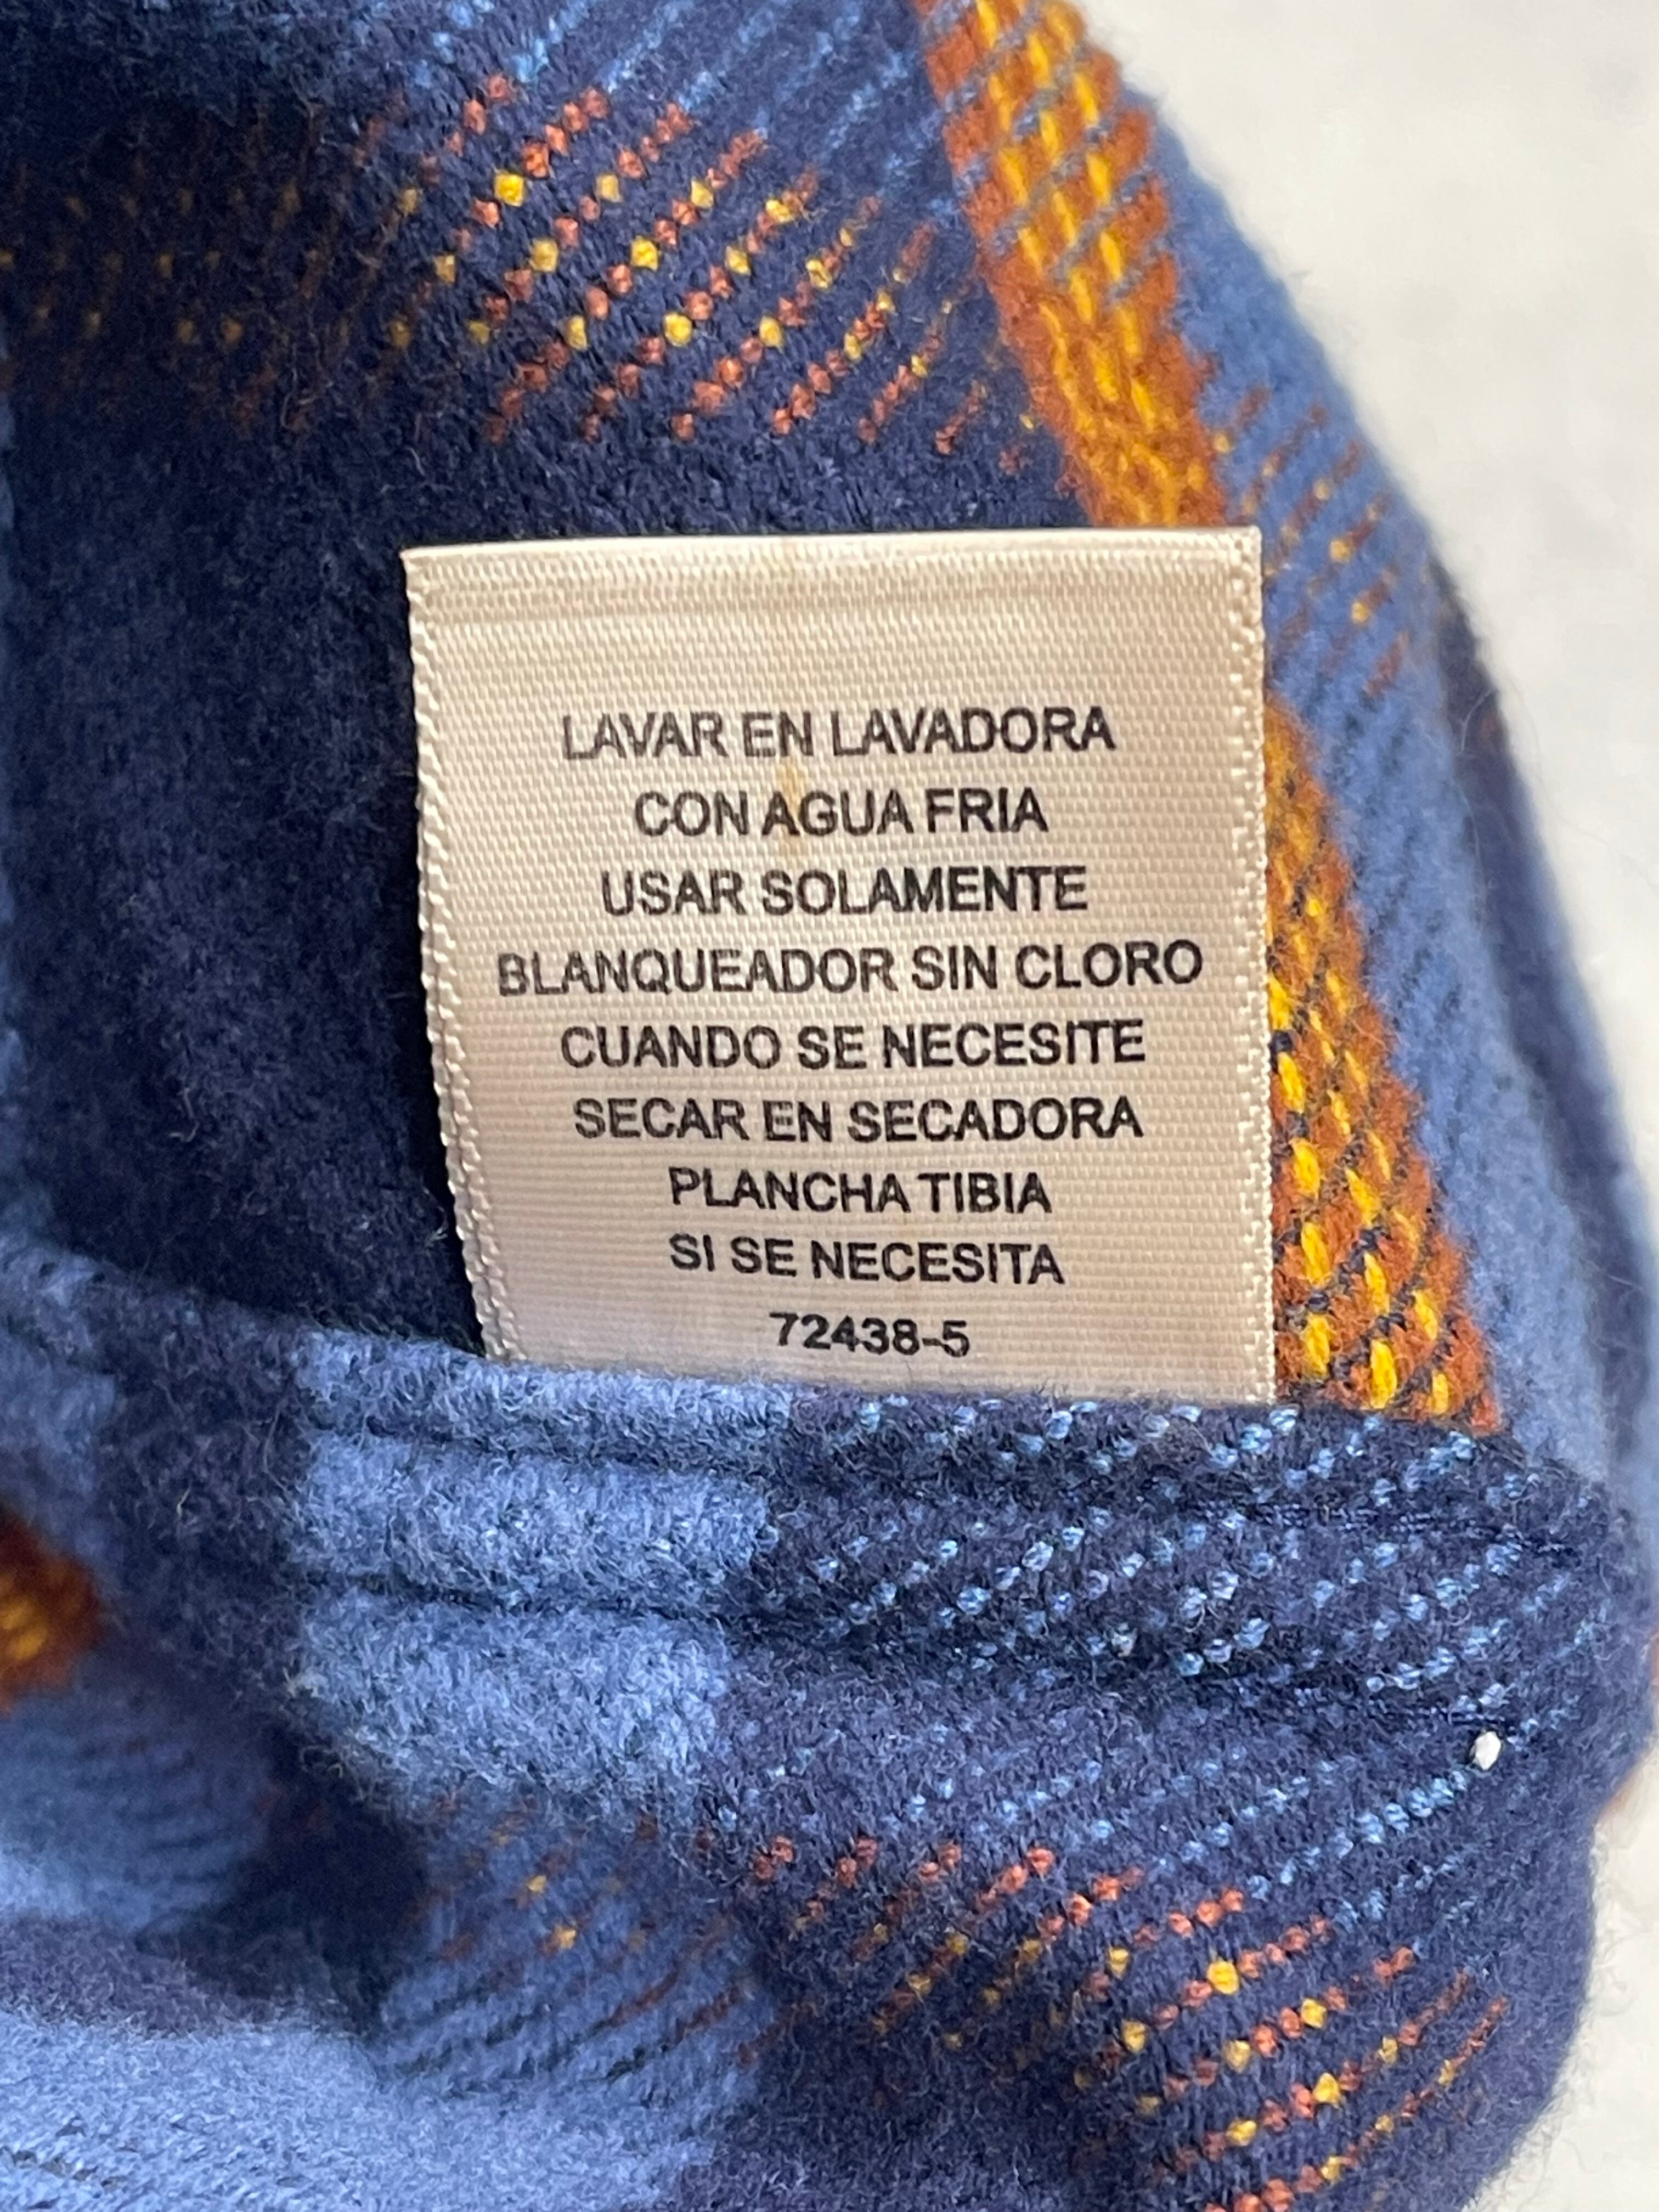 LAVAR EN LAVADORA
CON AGUA FRIA
USAR SOLAMENTE
BLANQUEADOR SIN CLORO
CUANDO SE NECESITE
SECAR EN SECADORA
PLANCHA TIBIA
SI SE NECESITA
72438-5